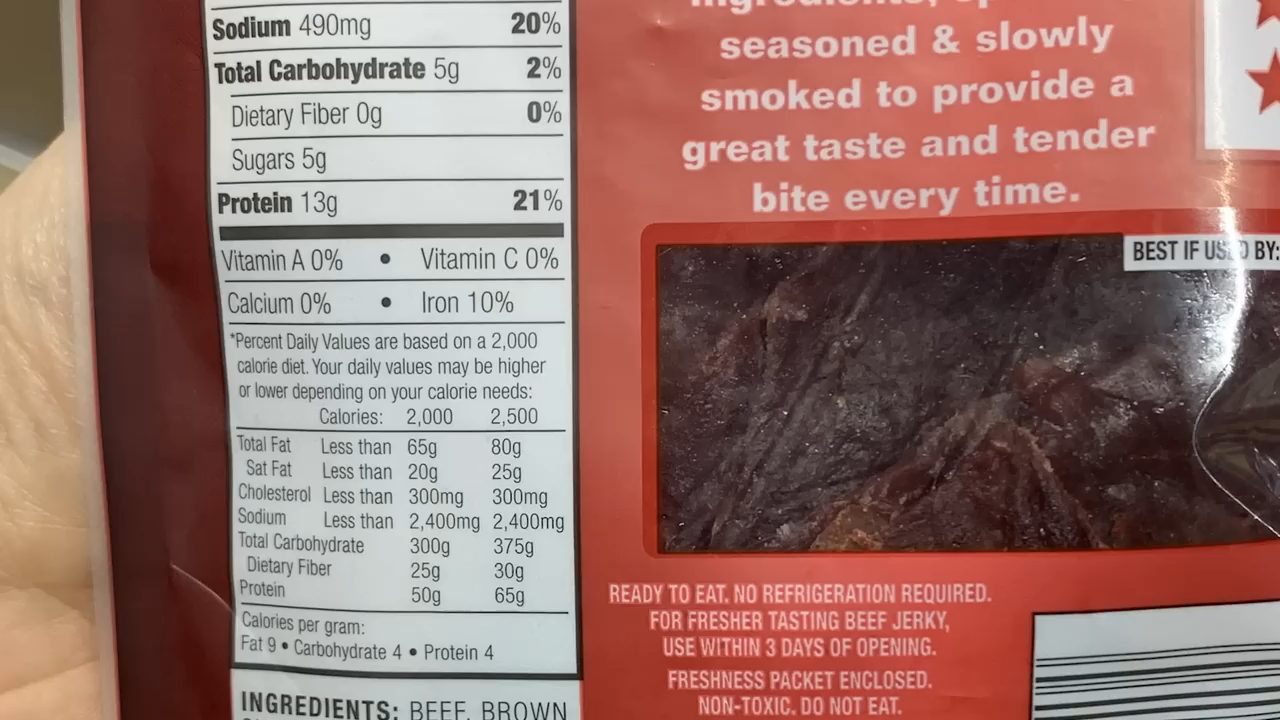 Sodium 490mg 20%
Total Carbohydrate 5g 2%
Dietary Fiber 0g 0%
Sugars 5g
Protein 13g 21%
Vitamin A 0% • Vitamin C 0%
Calcium 0% • Iron 10%
*Percent Daily Values are based on a 2,000
calorie diet. Your daily values may be higher
or lower depending on your calorie needs:
Calories: 2,000 2,500
Total Fat Less than 65g 80g
Sat Fat Less than 20g 25g
Cholesterol Less than 300mg 300mg
Sodium Less than 2,400mg 2,400mg
Total Carbohydrate 300g 375g
Dietary Fiber 25g 30g
Protein 50g 65g
Calories per gram:
Fat 9 • Carbohydrate 4 • Protein 4
INGREDIENTS: BEEF, BROWN
seasoned & slowly
smoked to provide a
great taste and tender
bite every time.
BEST IF USED BY:
READY TO EAT. NO REFRIGERATION REQUIRED.
FOR FRESHER TASTING BEEF JERKY,
USE WITHIN 3 DAYS OF OPENING.
FRESHNESS PACKET ENCLOSED.
NON-TOXIC. DO NOT EAT.